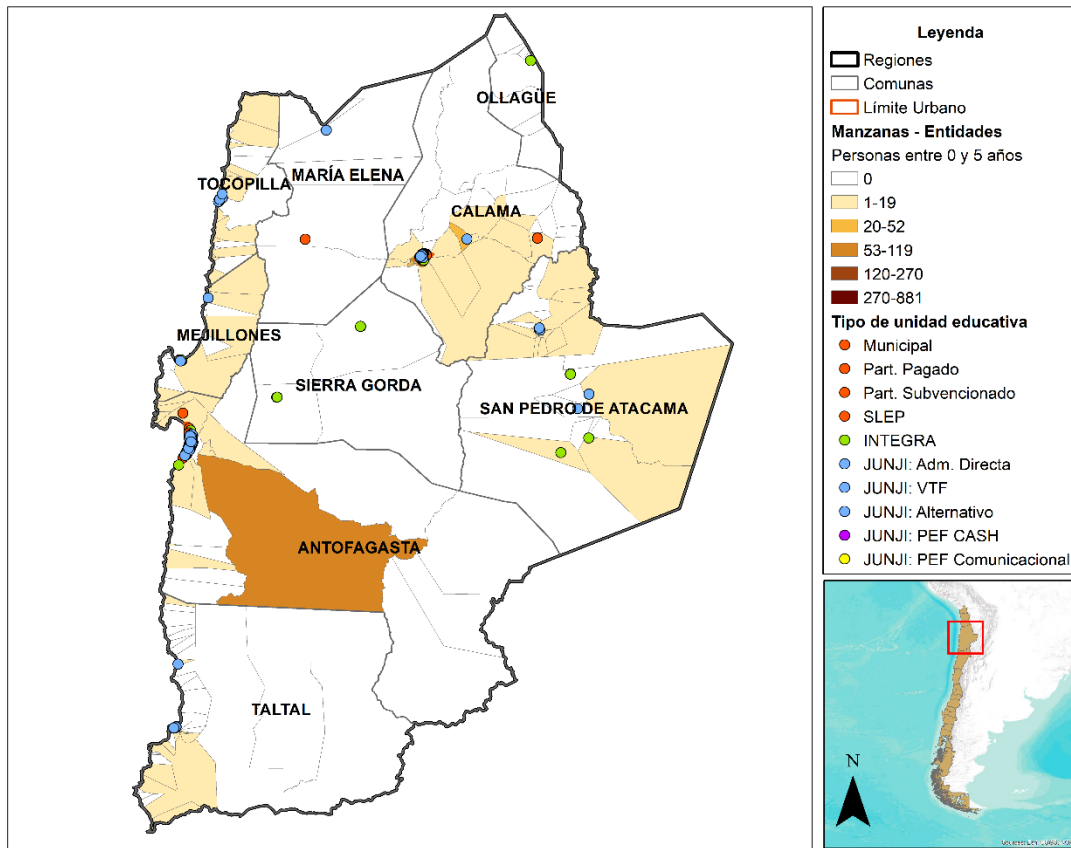 OLLAGÜE
MARÍA ELENA
TOCOPILLA
CALAMA
MEJILLONES
SIERRA GORDA
SAN PEDRO DE ATACAMA
ANTOFAGASTA
TALTAL
Leyenda
Regiones
Comunas
Límite Urbano
Manzanas - Entidades
Personas entre 0 y 5 años
0
1-19
20-52
53-119
120-270
270-881
Tipo de unidad educativa
Municipal
Part. Pagado
Part. Subvencionado
SLEP
INTEGRA
JUNJI: Adm. Directa
JUNJI: VTF
JUNJI: Alternativo
JUNJI: PEF CASH
JUNJI: PEF Comunicacional
N